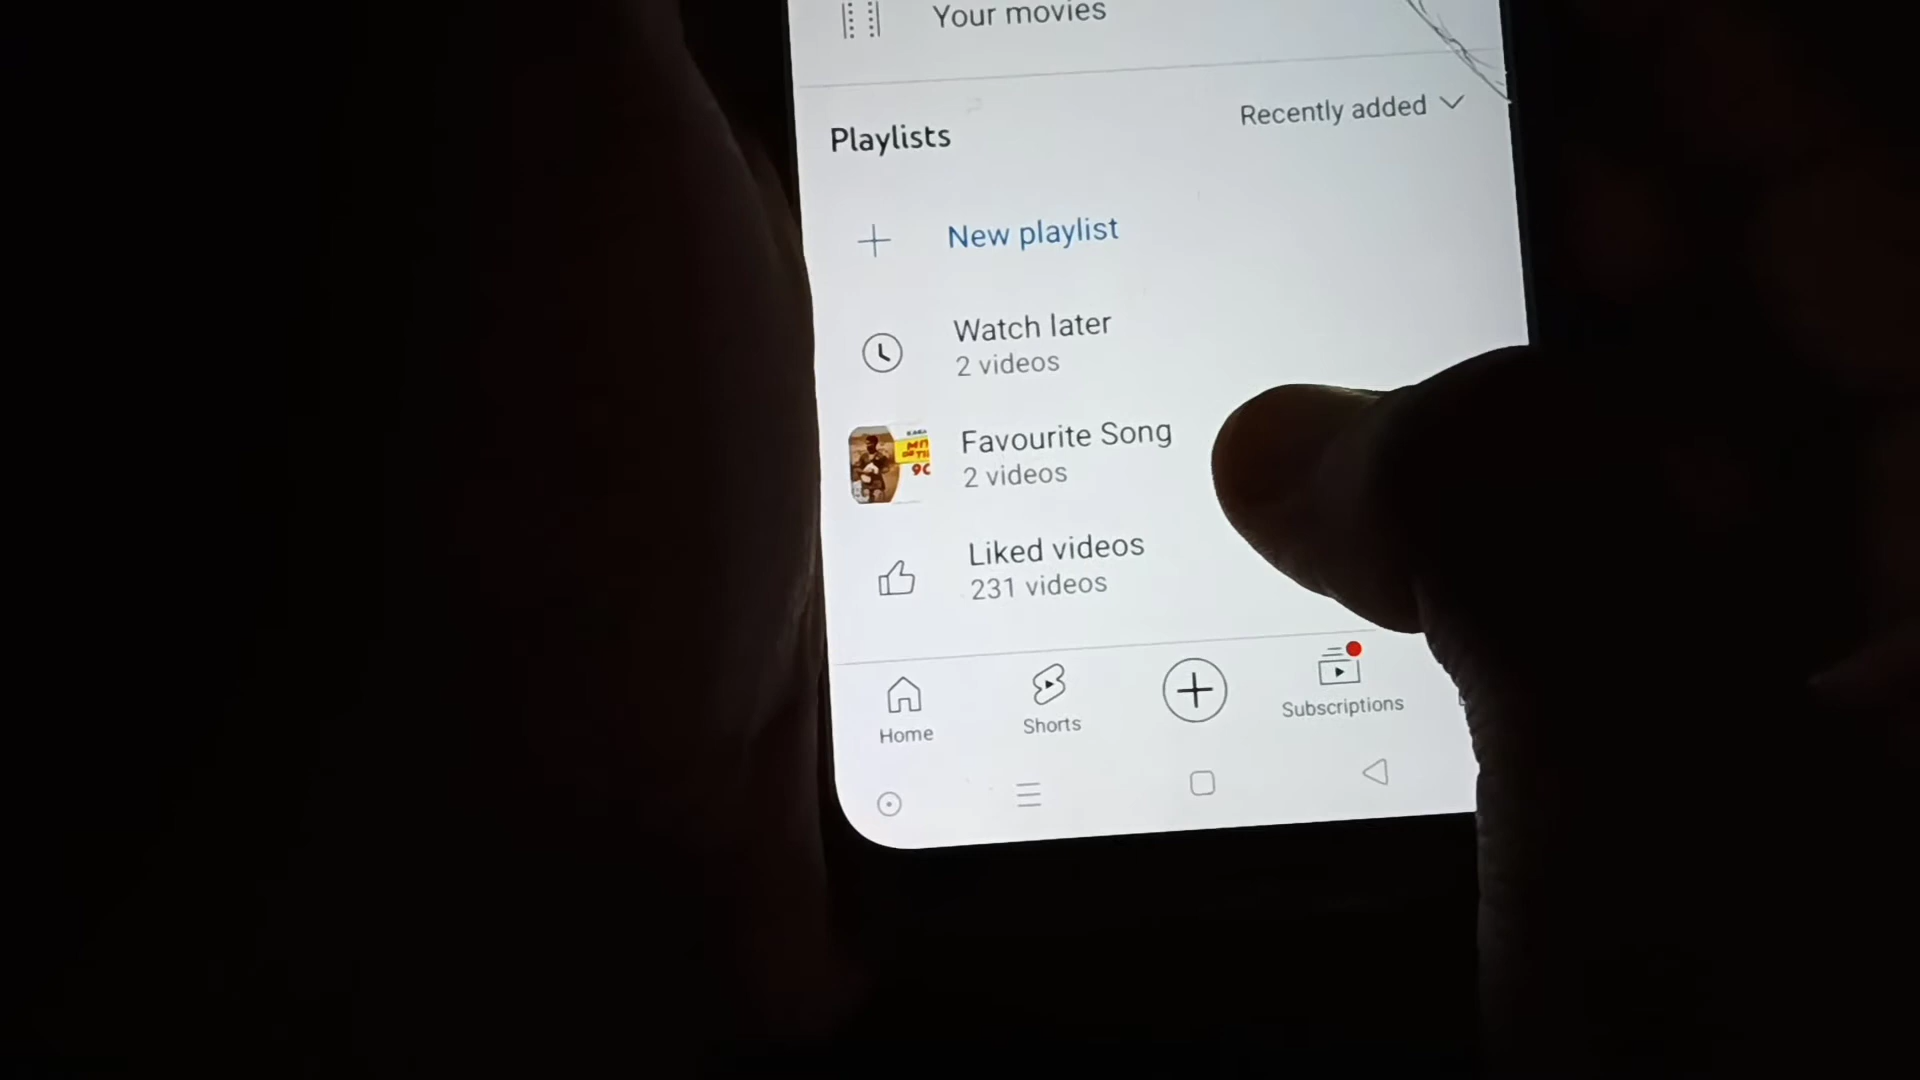 Your movies
Playlists
Recently added
New playlist
Watch later
2 videos
Favourite Song
2 videos
Liked videos
231 videos
Home
Shorts
Subscriptions